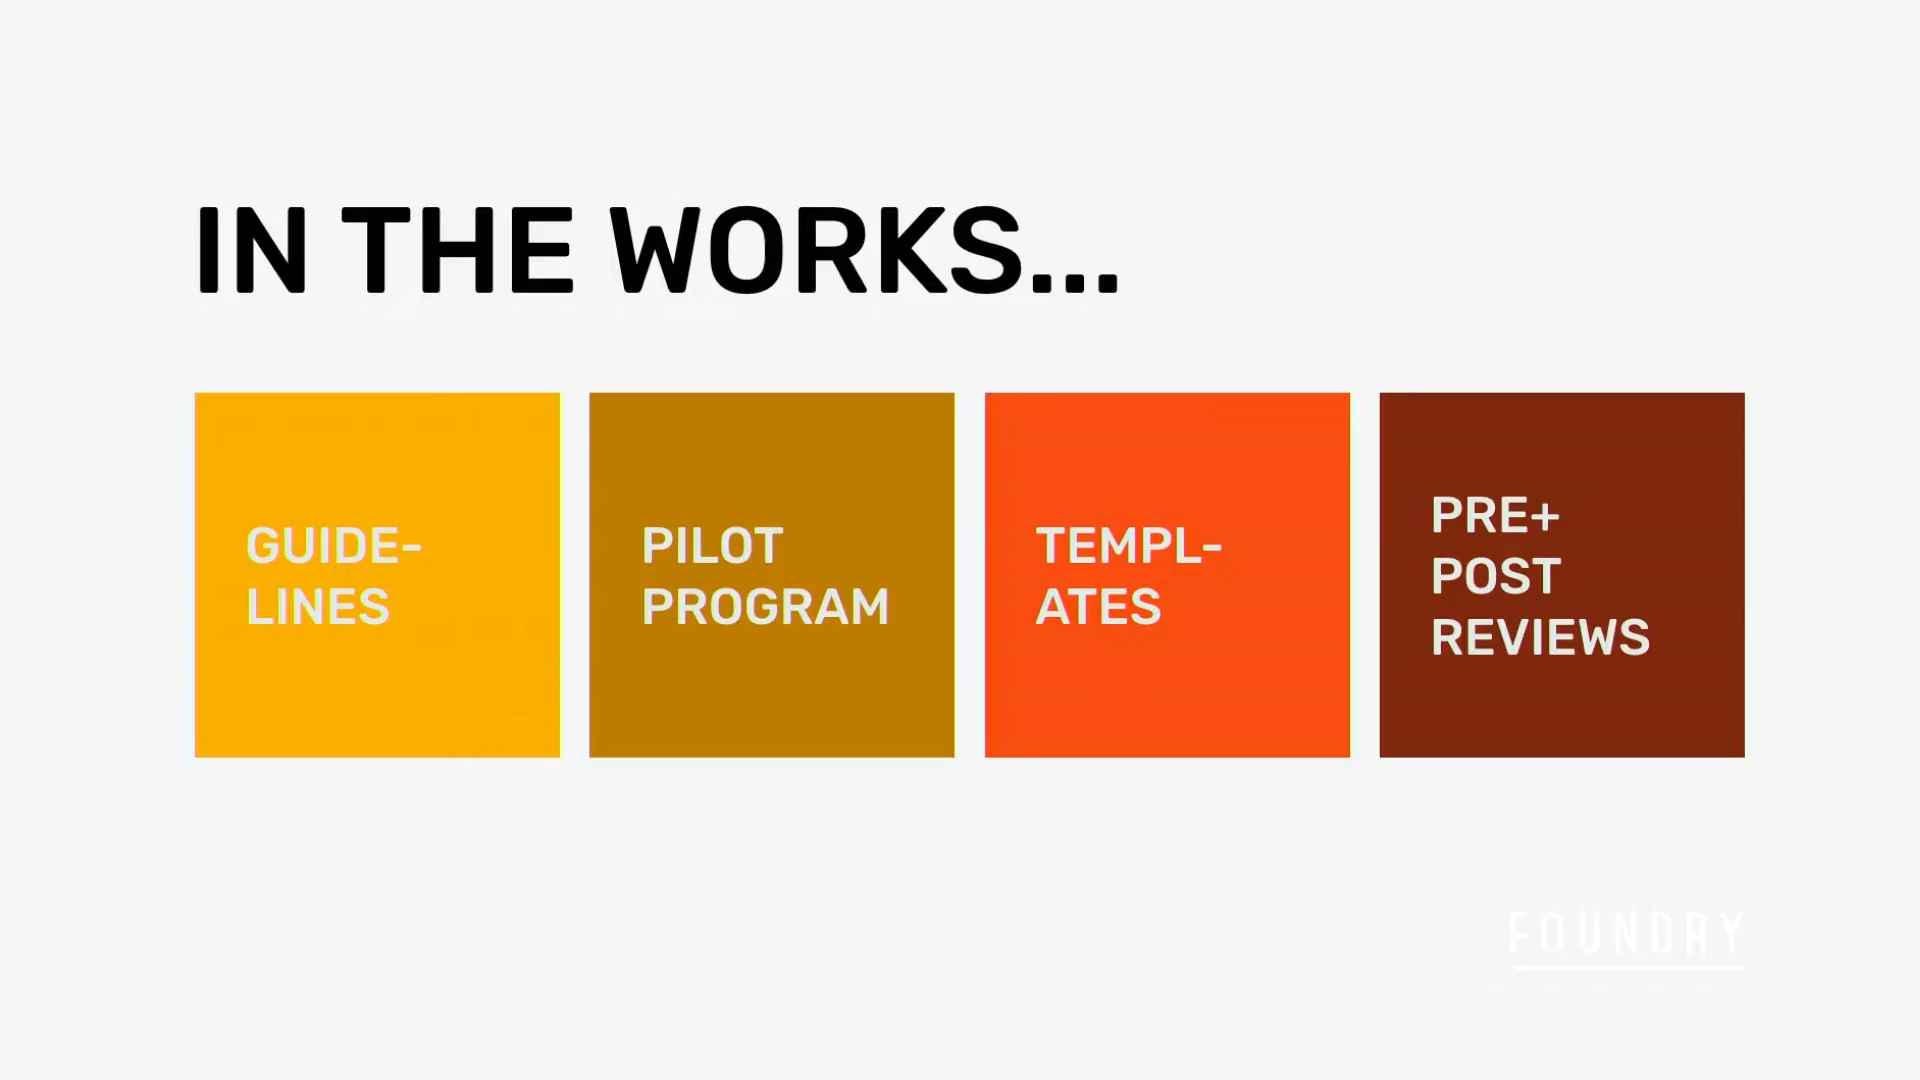 IN THE WORKS...
GUIDE-
LINES
PILOT
PROGRAM
TEMPL-
ATES
PRE+
POST
REVIEWS
FOUNDRY